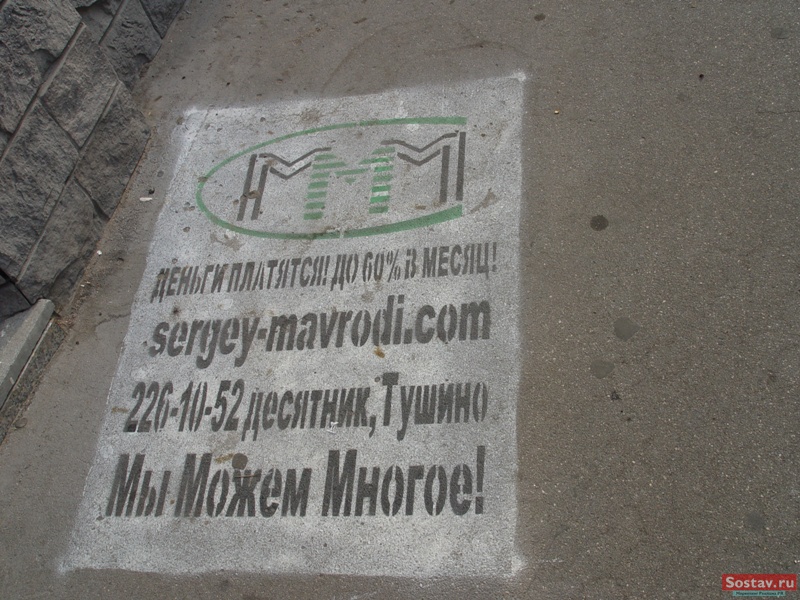 МММ
ДЕНЬГИ ПЛАТЯТСЯ! ДО 60% В МЕСЯЦ!
sergey-mavrodi.com
226-10-52 десятник, Тушино
Мы Можем Многое!
Sostav.ru